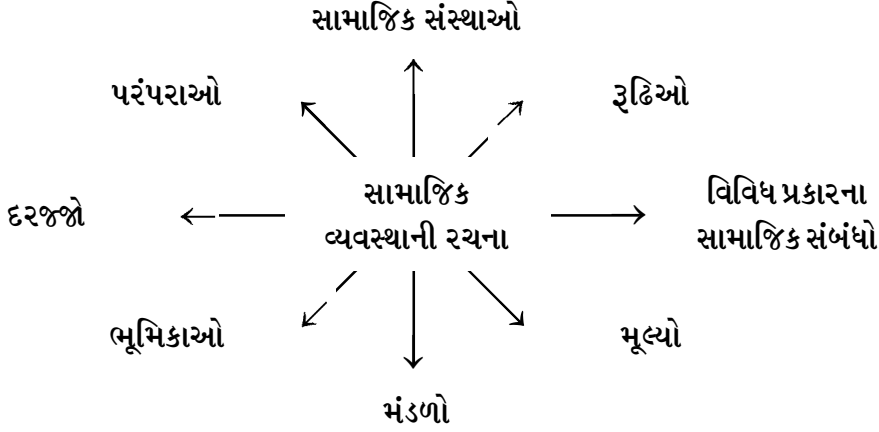 સામાજિક સંસ્થાઓ
પરંપરાઓ
રૂઢિઓ
દરજ્જો
સામાજિક
વ્યવસ્થાની રચના
વિવિધ પ્રકારના
સામાજિક સંબંધો
ભૂમિકાઓ
મૂલ્યો
મંડળો